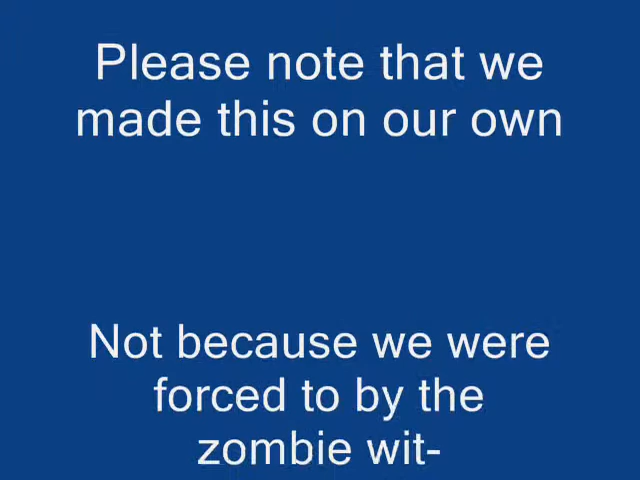 Please note that we
made this on our own
Not because we were
forced to by the
zombie wit-